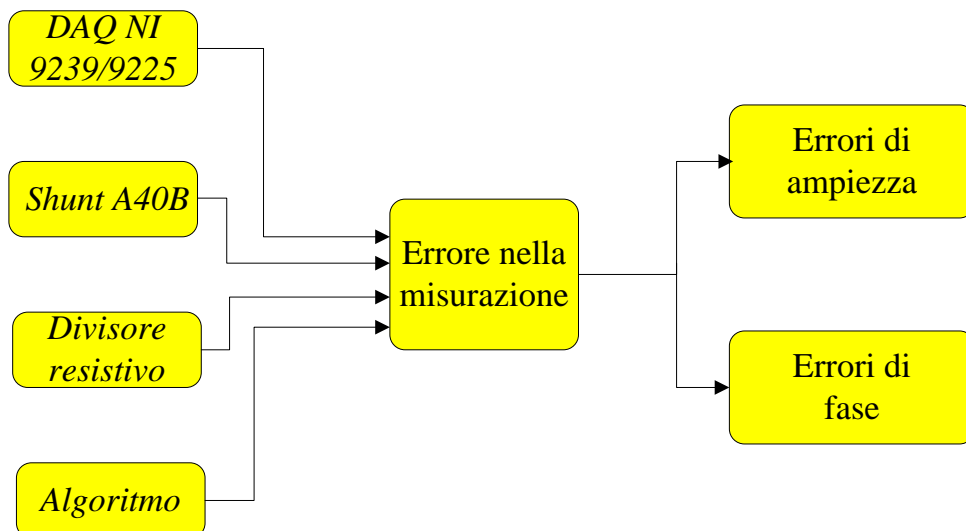 DAQ NI
9239/9225
Shunt A40B
Divisore
resistivo
Algoritmo
Errore nella
misurazione
Errori di
ampiezza
Errori di
fase